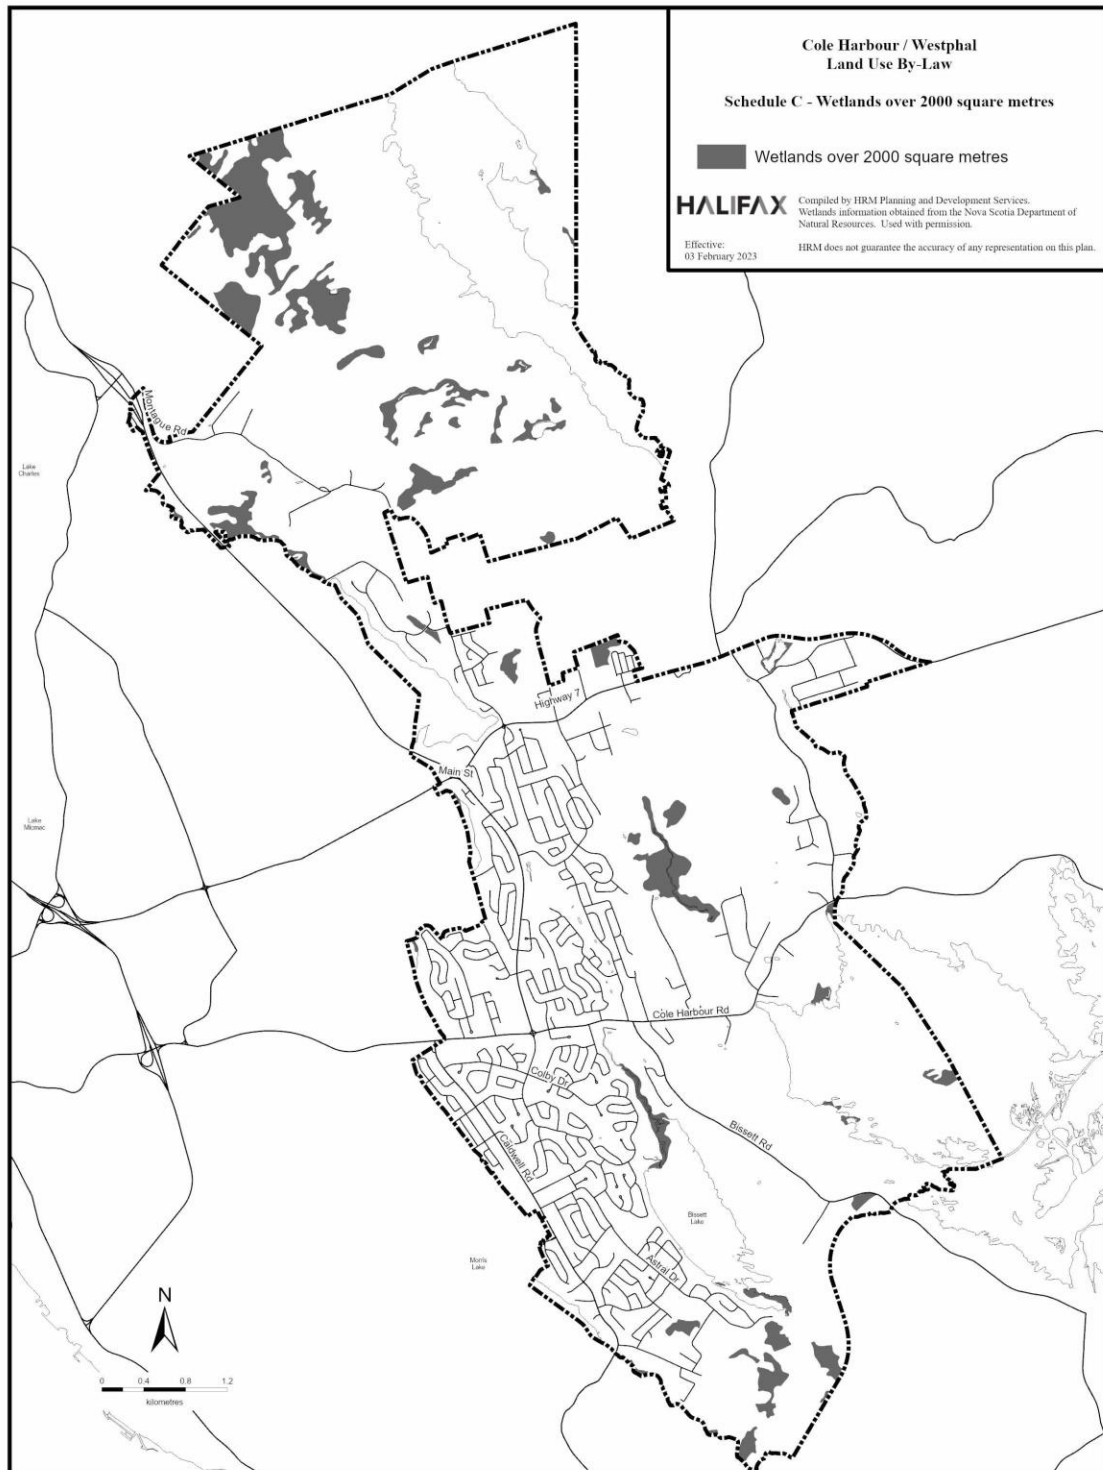 Cole Harbour / Westphal
Land Use By-Law
Schedule C - Wetlands over 2000 square metres
Wetlands over 2000 square metres
HALIFAX
Compiled by HRM Planning and Development Services.
Wetlands information obtained from the Nova Scotia Department of
Natural Resources. Used with permission.
Effective:
03 February 2023
HRM does not guarantee the accuracy of any representation on this plan.
Montague Rd
Lake
Charles
Highway 7
Main St
Lake
Micmac
Cole Harbour Rd
Colby Dr
Bissett Rd
Caldwell Rd
Bissett
Lake
Morris
Lake
Astral Dr
N
0 0.4 0.8 1.2
kilometres